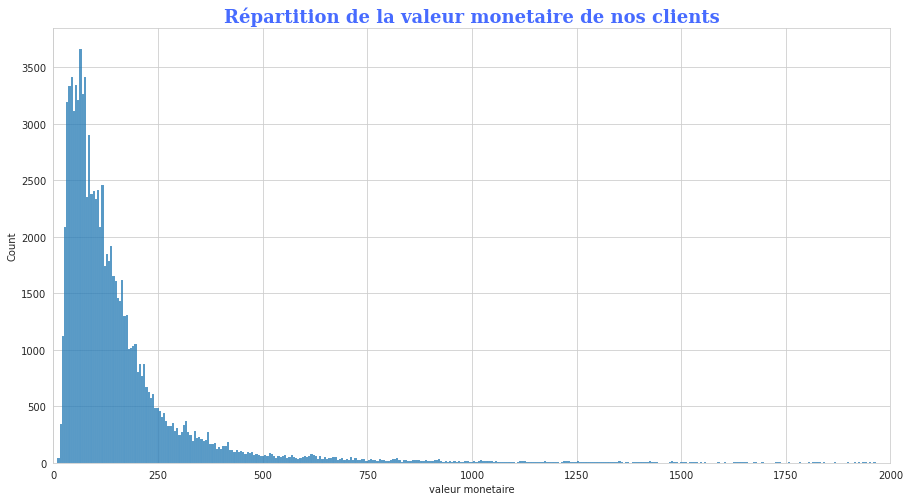 Répartition de la valeur monetaire de nos clients
3500
3000
2500
2000
1500
1000
500
0
Count
0 250 500 750 1000 1250 1500 1750 2000
valeur monetaire